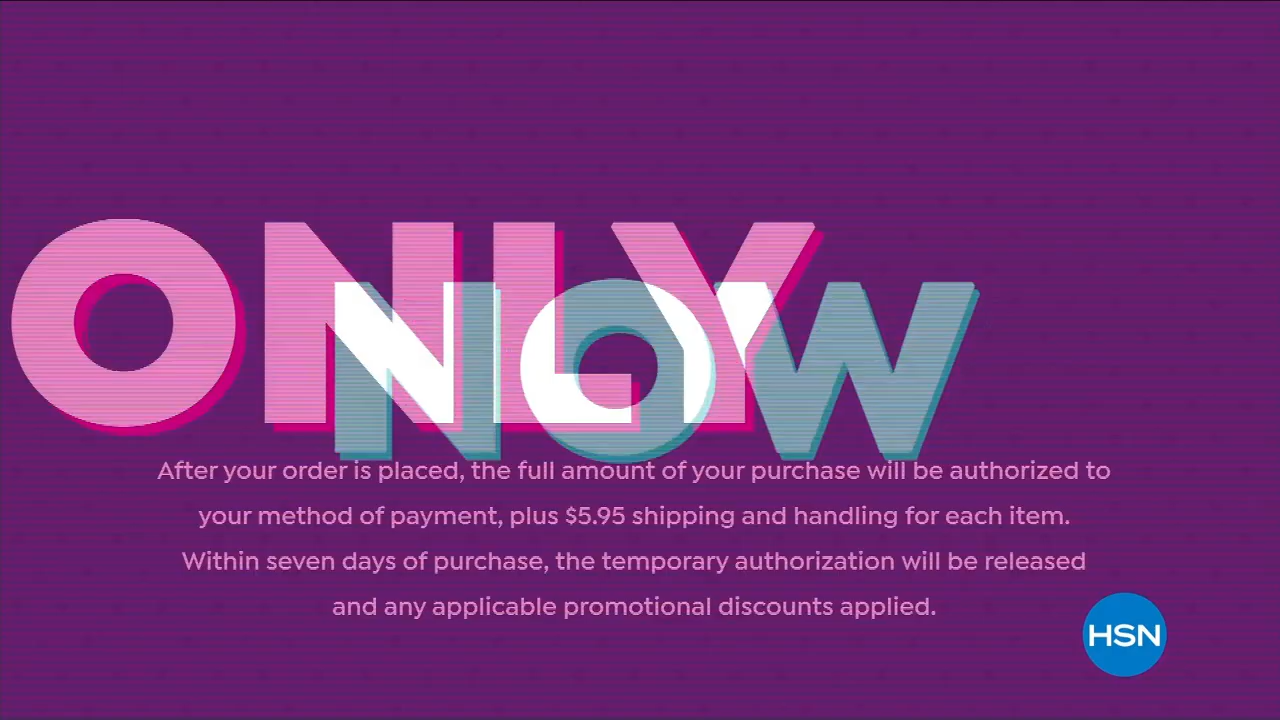 ONLY
NOW
After your order is placed, the full amount of your purchase will be authorized to
your method of payment, plus $5.95 shipping and handling for each item.
Within seven days of purchase, the temporary authorization will be released
and any applicable promotional discounts applied.
HSN